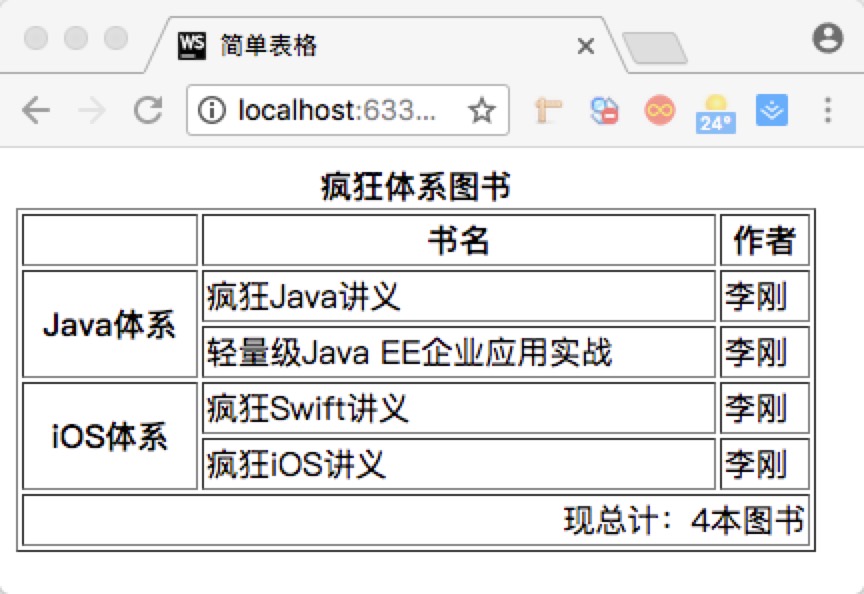 WS 简单表格
localhost:633...
24°
疯狂体系图书
书名 作者
Java体系 疯狂Java讲义 李刚
轻量级Java EE企业应用实战 李刚
iOS体系 疯狂Swift讲义 李刚
疯狂iOS讲义 李刚
现总计：4本图书